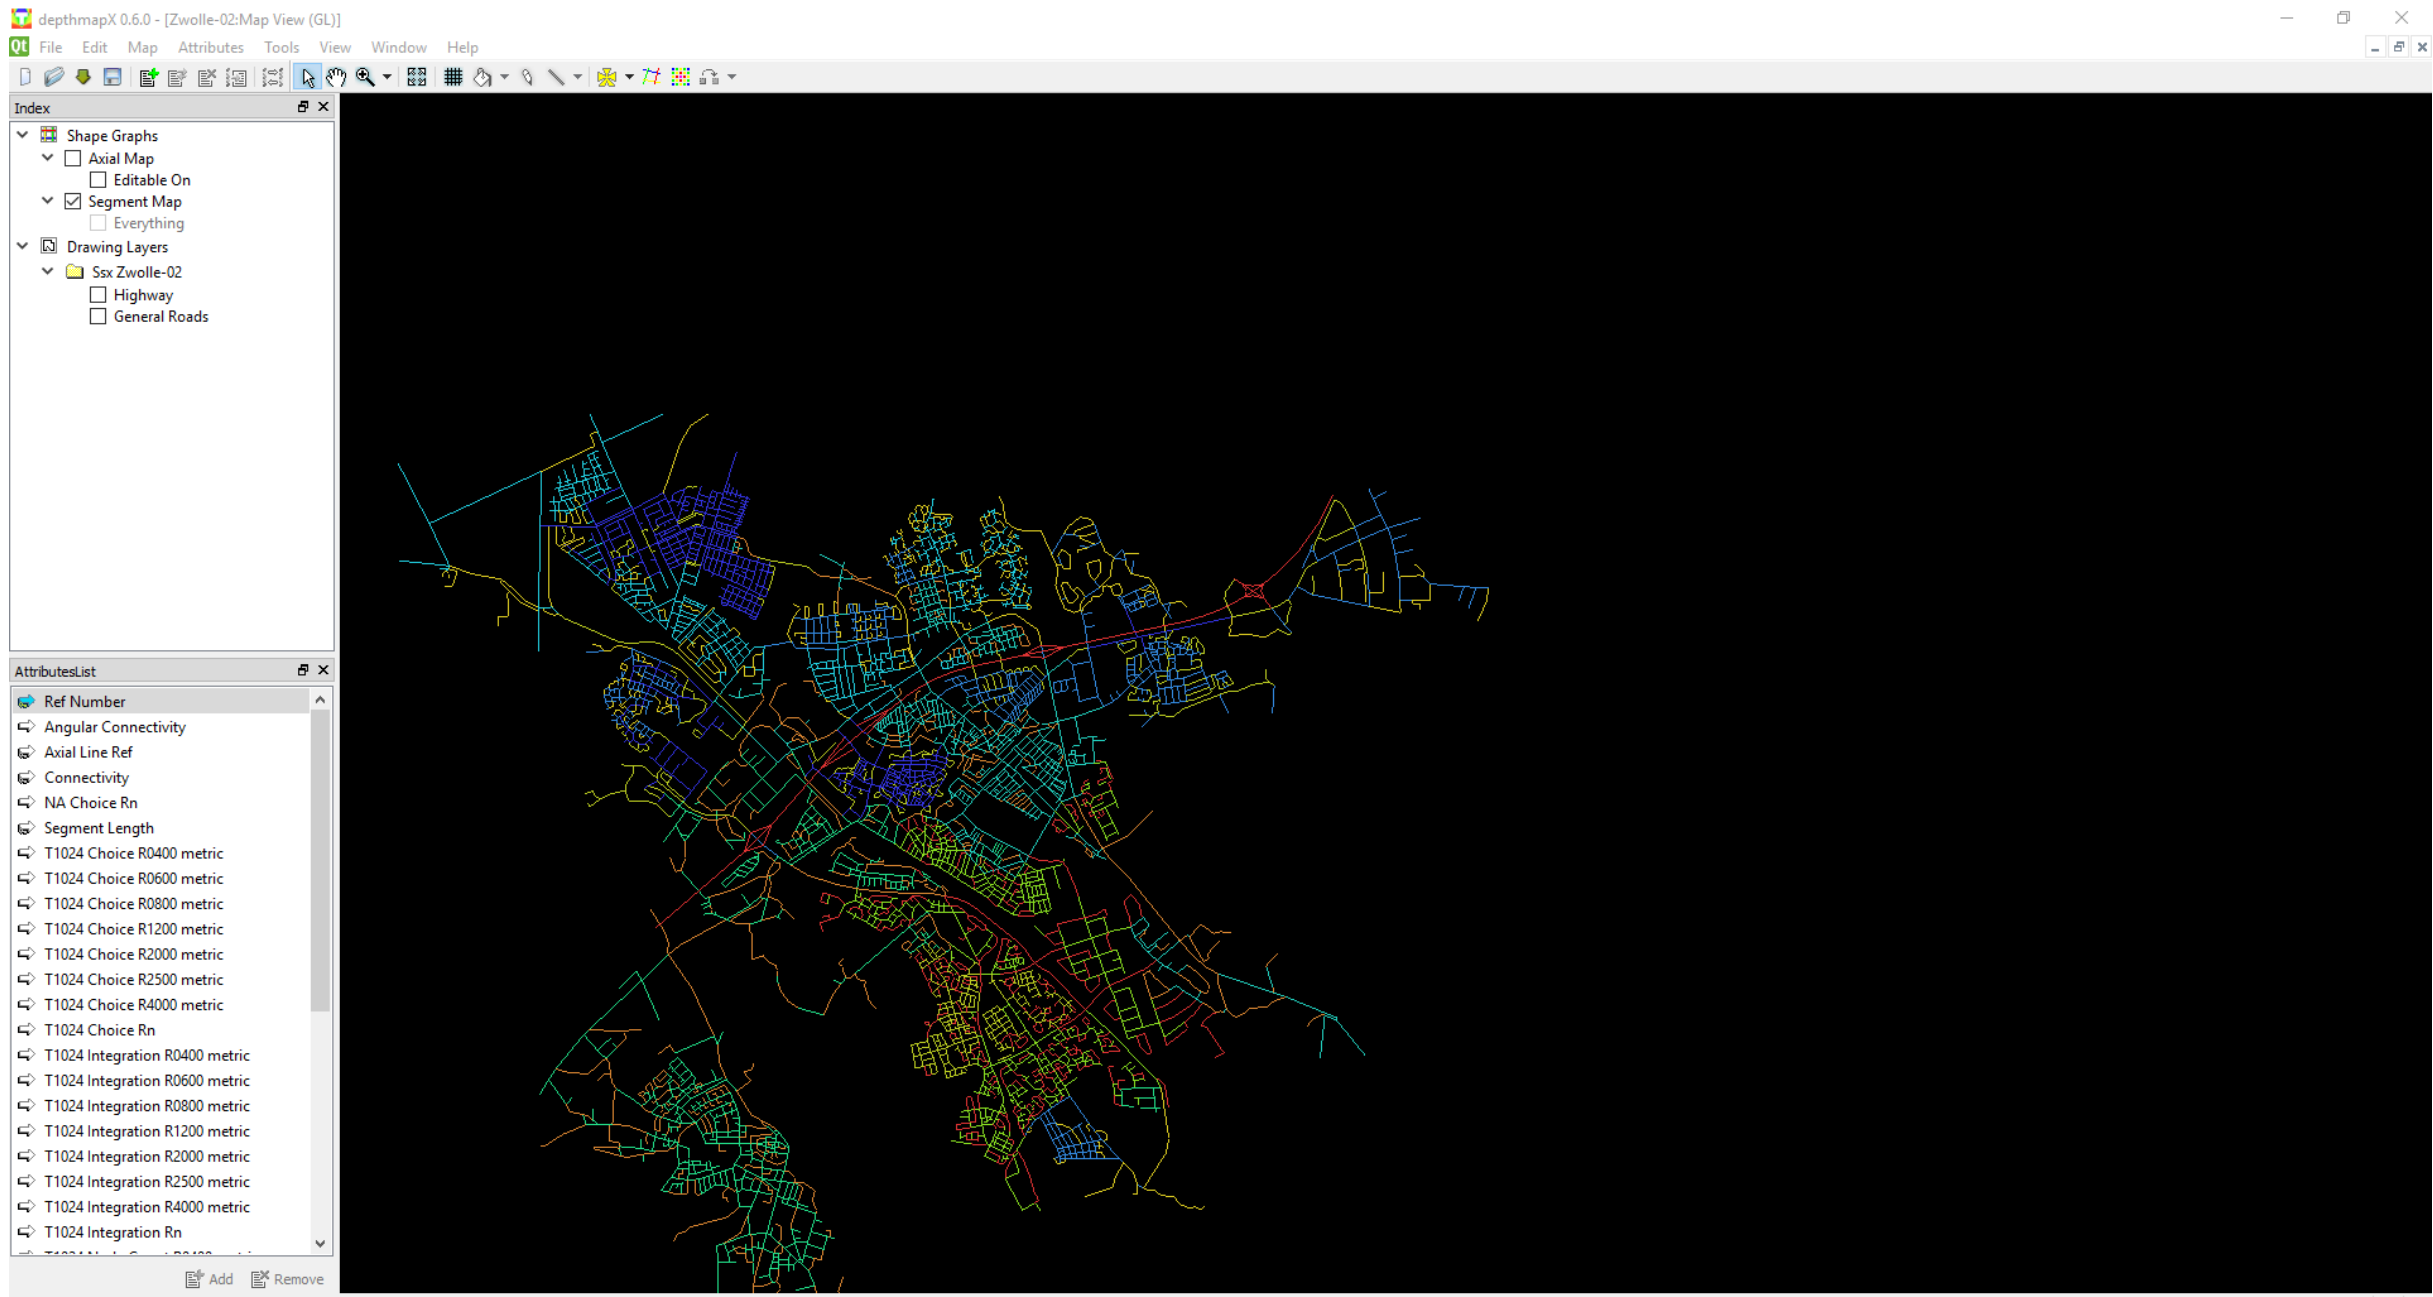 depthmapX 0.6.0 - [Zwolle-02:Map View (GL)]
Qt File Edit Map Attributes Tools View Window Help
Index
Shape Graphs
Axial Map
Editable On
Segment Map
Everything
Drawing Layers
Ssx Zwolle-02
Highway
General Roads
AttributesList
Ref Number
Angular Connectivity
Axial Line Ref
Connectivity
NA Choice Rn
Segment Length
T1024 Choice R0400 metric
T1024 Choice R0600 metric
T1024 Choice R0800 metric
T1024 Choice R1200 metric
T1024 Choice R2000 metric
T1024 Choice R2500 metric
T1024 Choice R4000 metric
T1024 Choice Rn
T1024 Integration R0400 metric
T1024 Integration R0600 metric
T1024 Integration R0800 metric
T1024 Integration R1200 metric
T1024 Integration R2000 metric
T1024 Integration R2500 metric
T1024 Integration R4000 metric
T1024 Integration Rn
Add Remove